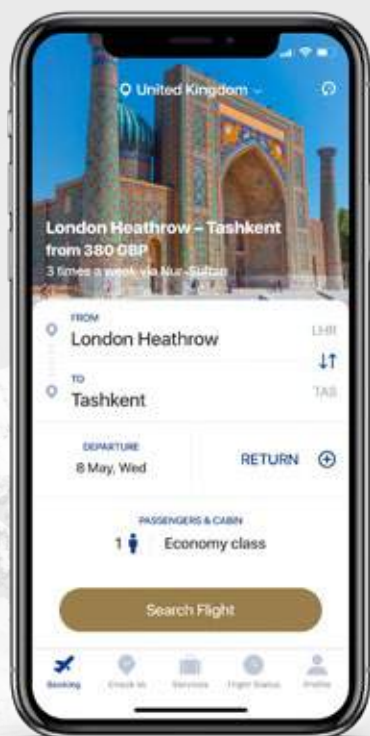 United Kingdom
London Heathrow – Tashkent
from 380 GBP
3 times a week via Nur-Sultan
FROM
London Heathrow
LHR
TO
Tashkent
TAS
DEPARTURE
8 May, Wed
RETURN
PASSENGERS & CABIN
1
Economy class
Search Flight
Booking
Check-in
Services
Flight Status
Profile